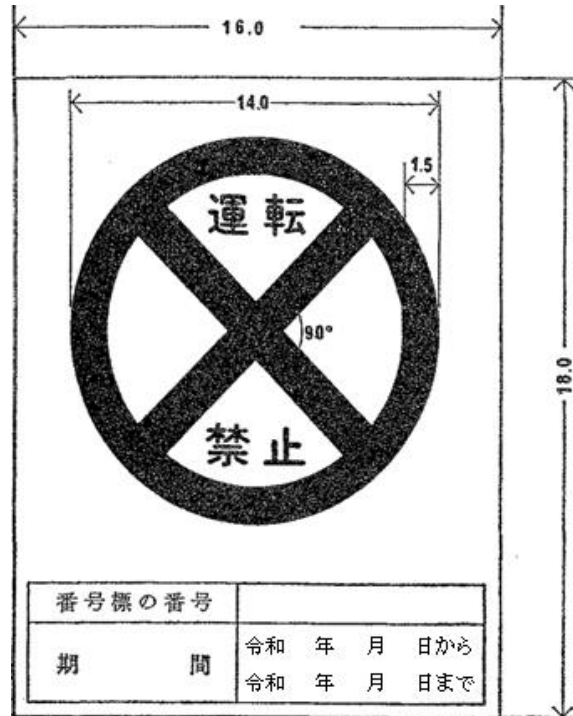 16.0
14.0
1.5
運転
90°
18.0
禁止
番号標の番号
期 間
令和 年 月 日から
令和 年 月 日まで